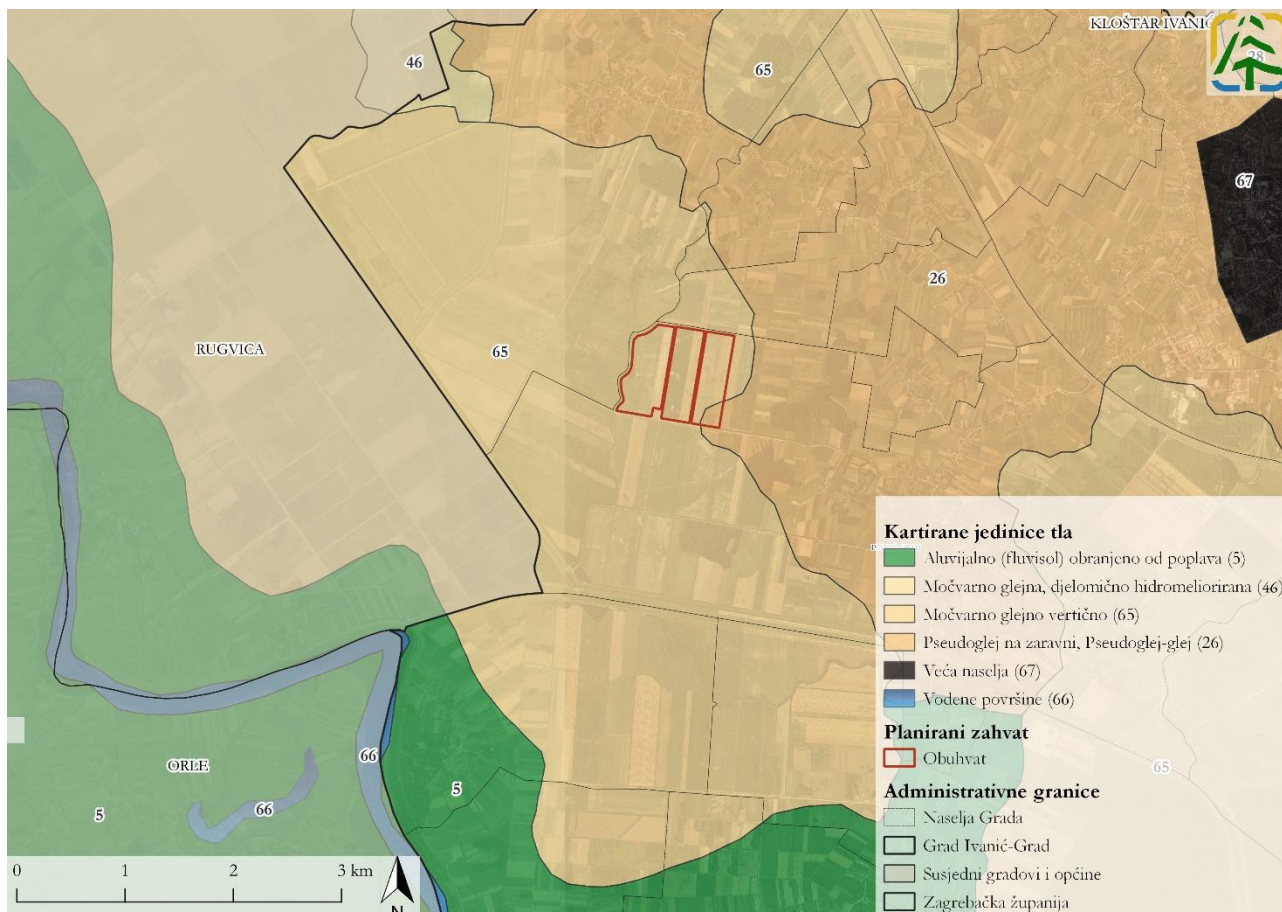 KLOŠTAR IVANIĆ
46
65
28
67
26
RUGVICA
65
66
ORLE
5
66
5
65
0 1 2 3 km
N
Kartirane jedinice tla
Aluvijalno (fluvisol) obranjeno od poplava (5)
Močvarno glejna, djelomično hidromeliorirana (46)
Močvarno glejno vertično (65)
Pseudoglej na zaravni, Pseudoglej-glej (26)
Veća naselja (67)
Vodene površine (66)
Planirani zahvat
Obuhvat
Administrativne granice
Naselja Grada
Grad Ivanić-Grad
Susjedni gradovi i općine
Zagrebačka županija